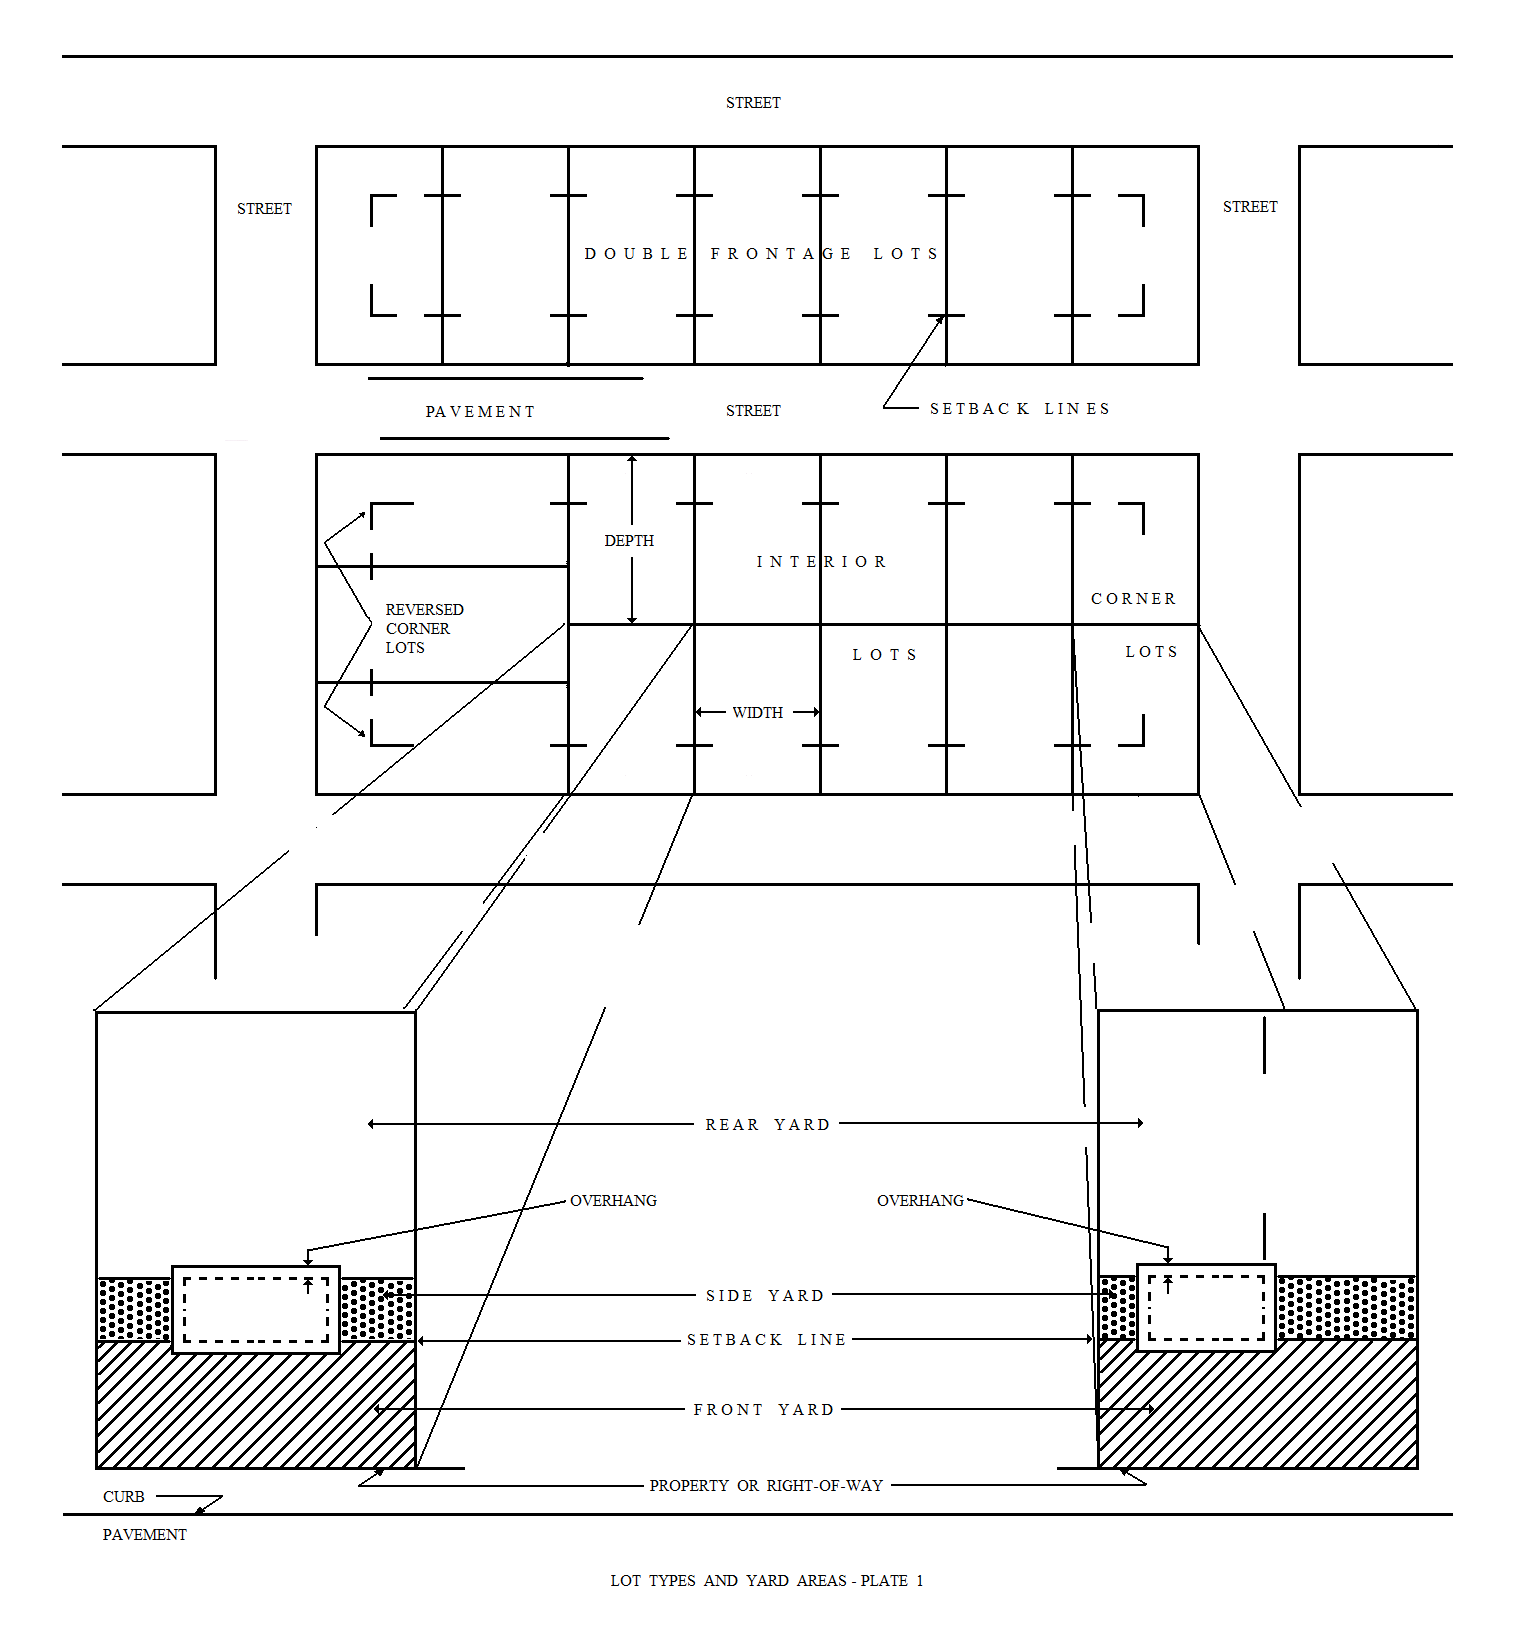 STREET
STREET
STREET
DOUBLE FRONTAGE LOTS
PAVEMENT
STREET
SETBACK LINES
DEPTH
INTERIOR
CORNER
REVERSED
CORNER
LOTS
LOTS
LOTS
WIDTH
REAR YARD
OVERHANG
OVERHANG
SIDE YARD
SETBACK LINE
FRONT YARD
PROPERTY OR RIGHT-OF-WAY
CURB
PAVEMENT
LOT TYPES AND YARD AREAS - PLATE 1